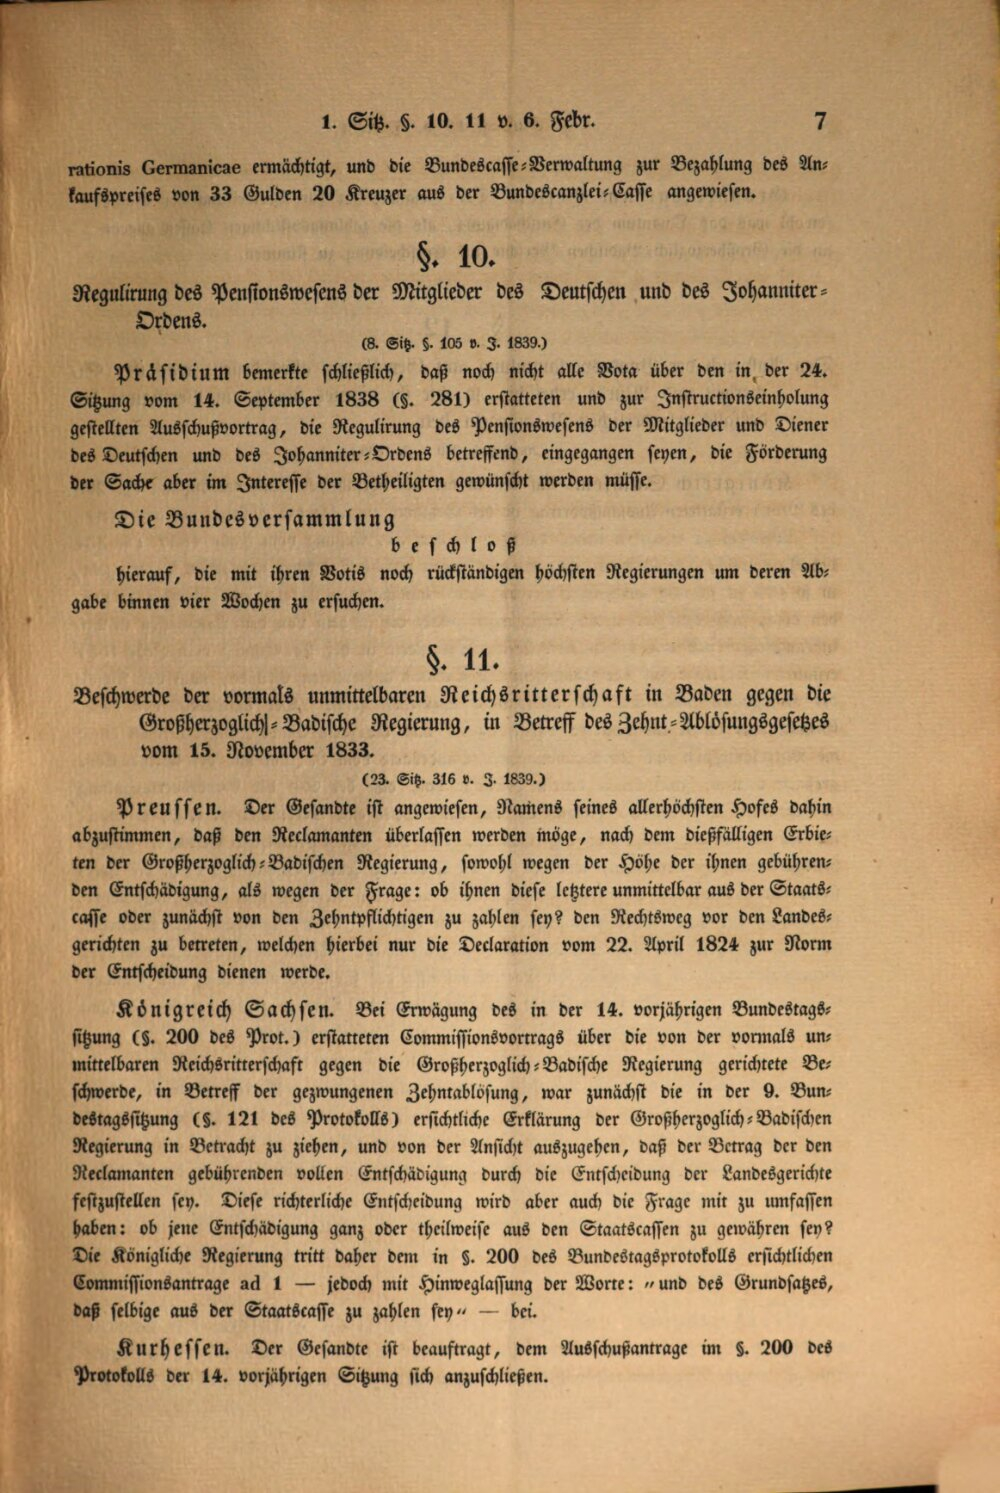 1. Sitz. §. 10. 11 v. 6. Febr. 7
rationis Germanicae ermächtigt, und die Bundescasse-Verwaltung zur Bezahlung des An-
kaufspreises von 33 Gulden 20 Kreuzer aus der Bundescanzlei-Casse angewiesen.
§. 10.
Regulirung des Pensionswesens der Mitglieder des Deutschen und des Johanniter-
Ordens.
(8. Sitz. §. 105 v. J. 1839.)
Präsidium bemerkte schließlich, daß noch nicht alle Vota über den in der 24.
Sitzung vom 14. September 1838 (§. 281) erstatteten und zur Instructionseinholung
gestellten Ausschußvortrag, die Regulirung des Pensionswesens der Mitglieder und Diener
des Deutschen und des Johanniter-Ordens betreffend, eingegangen seyen, die Förderung
der Sache aber im Interesse der Betheiligten gewünscht werden müsse.
Die Bundesversammlung
beschloß
hierauf, die mit ihren Votis noch rückständigen höchsten Regierungen um deren Ab-
gabe binnen vier Wochen zu ersuchen.
§. 11.
Beschwerde der vormals unmittelbaren Reichsritterschaft in Baden gegen die
Großherzoglich-Badische Regierung, in Betreff des Zehnt-Ablösungsgesetzes
vom 15. November 1833.
(23. Sitz. 316 v. J. 1839.)
Preussen. Der Gesandte ist angewiesen, Namens seines allerhöchsten Hofes dahin
abzustimmen, daß den Reclamanten überlassen werden möge, nach dem dießfälligen Erbie-
ten der Großherzoglich-Badischen Regierung, sowohl wegen der Höhe der ihnen gebühren-
den Entschädigung, als wegen der Frage: ob ihnen diese letztere unmittelbar aus der Staats-
casse oder zunächst von den Zehntpflichtigen zu zahlen sey? den Rechtsweg vor den Landes-
gerichten zu betreten, welchen hierbei nur die Declaration vom 22. April 1824 zur Norm
der Entscheidung dienen werde.
Königreich Sachsen. Bei Erwägung des in der 14. vorjährigen Bundestags-
sitzung (§. 200 des Prot.) erstatteten Commissionsvortrags über die von der vormals un-
mittelbaren Reichsritterschaft gegen die Großherzoglich-Badische Regierung gerichtete Be-
schwerde, in Betreff der gezwungenen Zehntablösung, war zunächst die in der 9. Bun-
destagssitzung (§. 121 des Protokolls) ersichtliche Erklärung der Großherzoglich-Badischen
Regierung in Betracht zu ziehen, und von der Ansicht auszugehen, daß der Betrag der den
Reclamanten gebührenden vollen Entschädigung durch die Entscheidung der Landesgerichte
festzustellen sey. Diese richterliche Entscheidung wird aber auch die Frage mit zu umfassen
haben: ob jene Entschädigung ganz oder theilweise aus den Staatscassen zu gewähren sey?
Die Königliche Regierung tritt daher dem in §. 200 des Bundestagsprotokolls ersichtlichen
Commissionsantrage ad 1 — jedoch mit Hinweglassung der Worte: „und des Grundsatzes,
daß selbige aus der Staatscasse zu zahlen sey“ — bei.
Kurhessen. Der Gesandte ist beauftragt, dem Ausschußantrage im §. 200 des
Protokolls der 14. vorjährigen Sitzung sich anzuschließen.